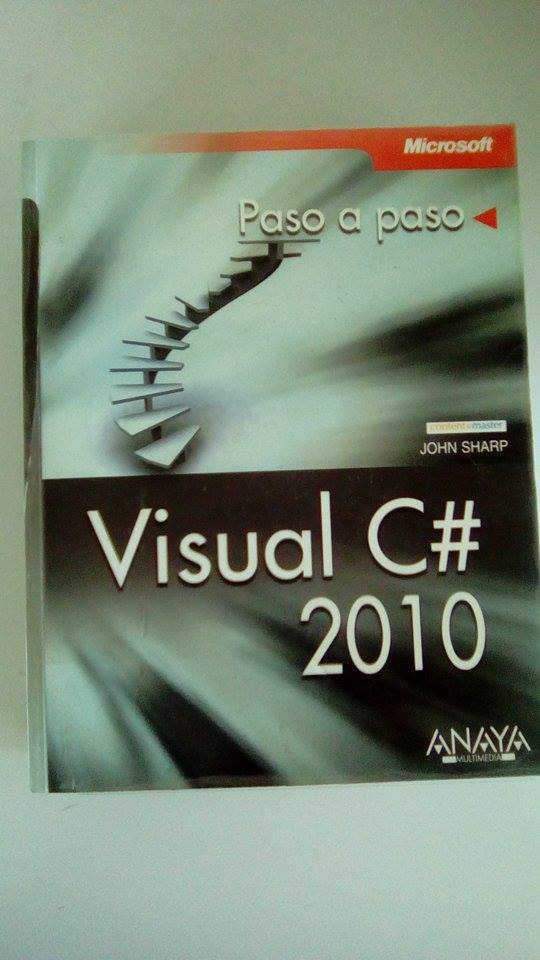 Microsoft
Paso a paso
content master
JOHN SHARP
Visual C#
2010
ANAYA
MULTIMEDIA